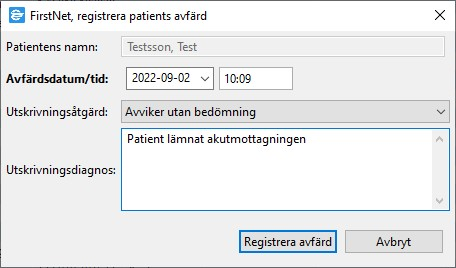 FirstNet, registrera patients avfärd
Patientens namn: Testsson, Test
Avfärdsdatum/tid: 2022-09-02 10:09
Utskrivningsåtgärd: Avviker utan bedömning
Patient lämnat akutmottagningen
Utskrivningsdiagnos:
Registrera avfärd Avbryt